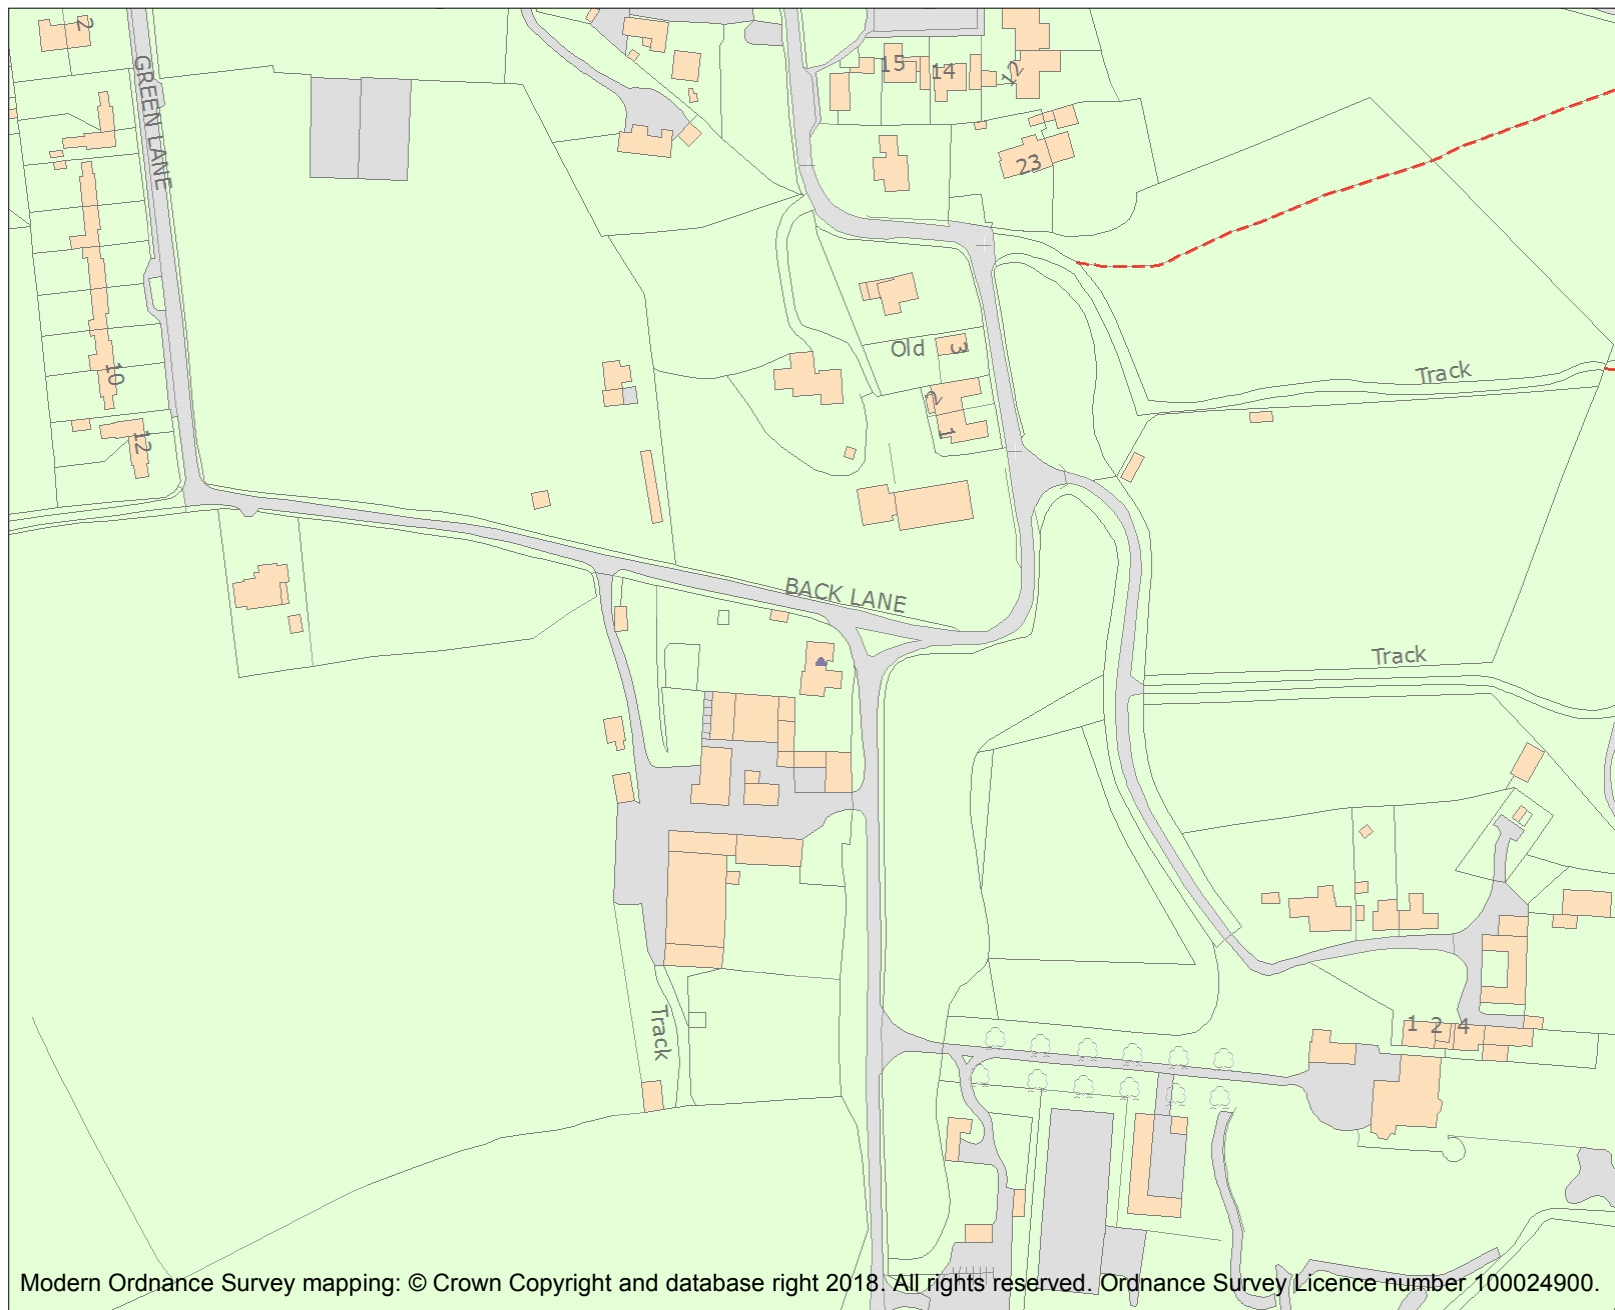 2
GREEN LANE
15
14
12
23
Old
3
Track
10
2
1
12
BACK LANE
Track
Track
1
2
4
Modern Ordnance Survey mapping: © Crown Copyright and database right 2018. All rights reserved. Ordnance Survey Licence number 100024900.